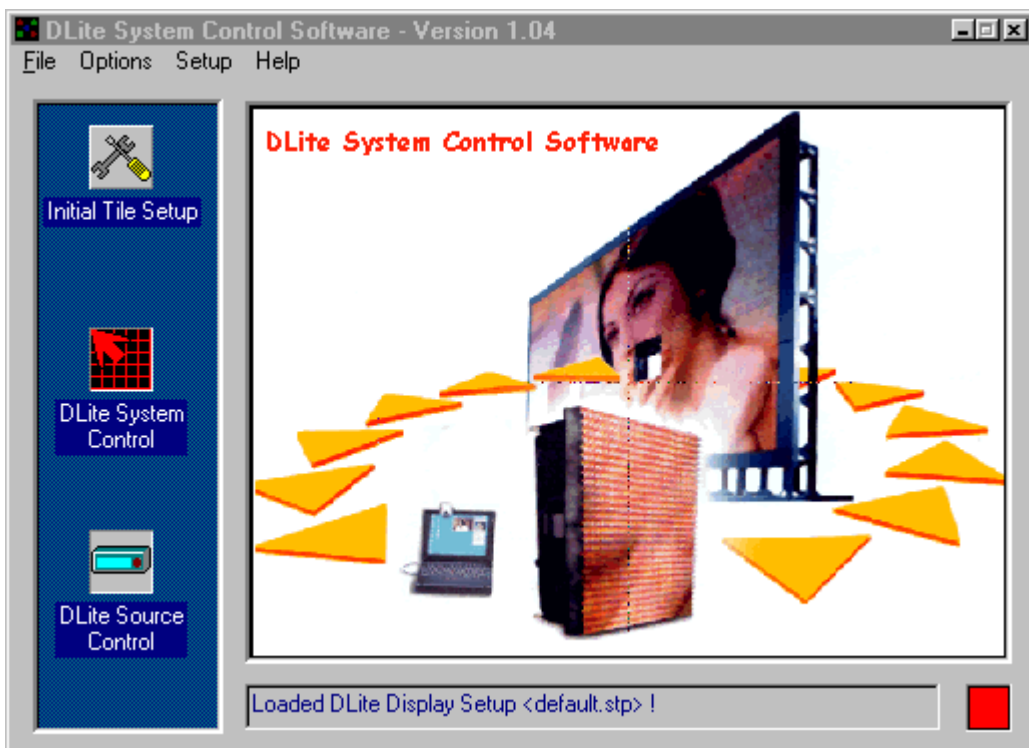 DLite System Control Software - Version 1.04
File Options Setup Help
DLite System Control Software
Initial Tile Setup
DLite System
Control
DLite Source
Control
Loaded DLite Display Setup <default.stp> !